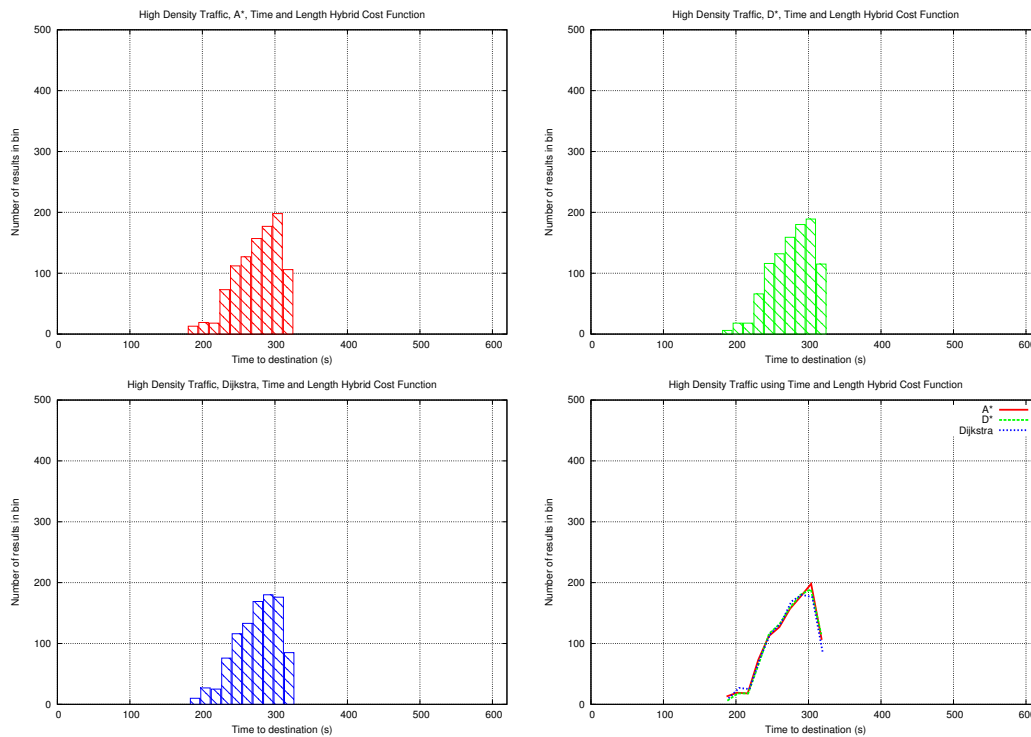 High Density Traffic, A*, Time and Length Hybrid Cost Function
500
400
300
200
100
0
Number of results in bin
0 100 200 300 400 500 600
Time to destination (s)
High Density Traffic, D*, Time and Length Hybrid Cost Function
500
400
300
200
100
0
Number of results in bin
0 100 200 300 400 500 600
Time to destination (s)
High Density Traffic, Dijkstra, Time and Length Hybrid Cost Function
500
400
300
200
100
0
Number of results in bin
0 100 200 300 400 500 600
Time to destination (s)
High Density Traffic using Time and Length Hybrid Cost Function
A*
D*
Dijkstra
500
400
300
200
100
0
Number of results in bin
0 100 200 300 400 500 600
Time to destination (s)